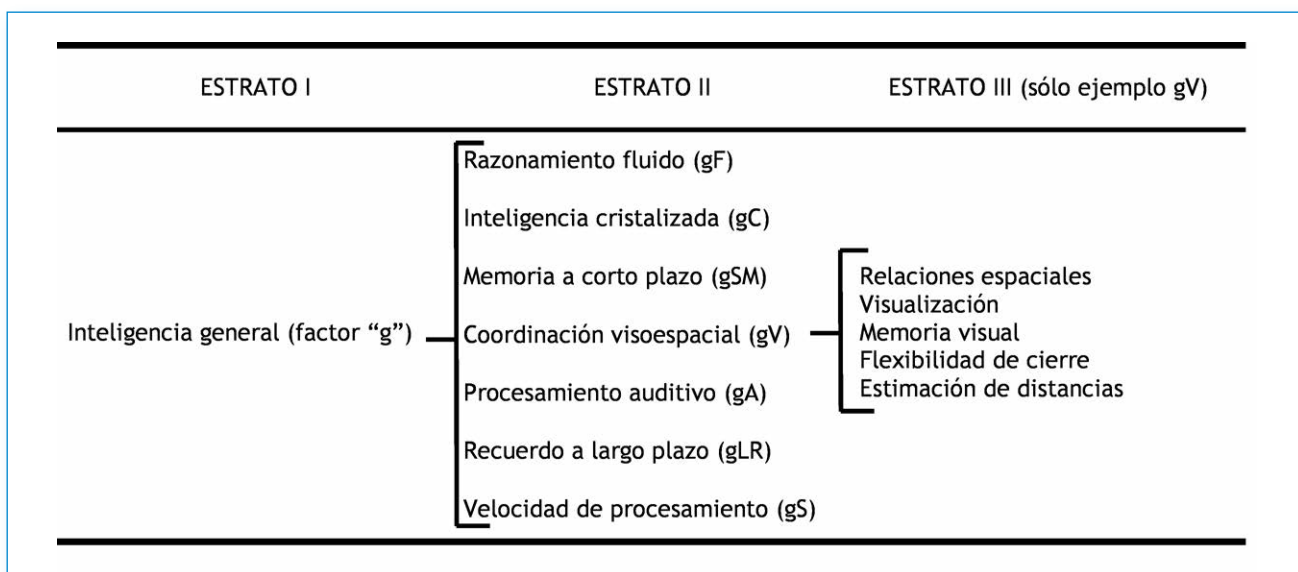 ESTRATO I ESTRATO II ESTRATO III (sólo ejemplo gV)
Razonamiento fluido (gF)
Inteligencia cristalizada (gC)
Memoria a corto plazo (gSM)
Inteligencia general (factor “g”)
Coordinación visoespacial (gV)
Procesamiento auditivo (gA)
Recuerdo a largo plazo (gLR)
Velocidad de procesamiento (gS)
Relaciones espaciales
Visualización
Memoria visual
Flexibilidad de cierre
Estimación de distancias